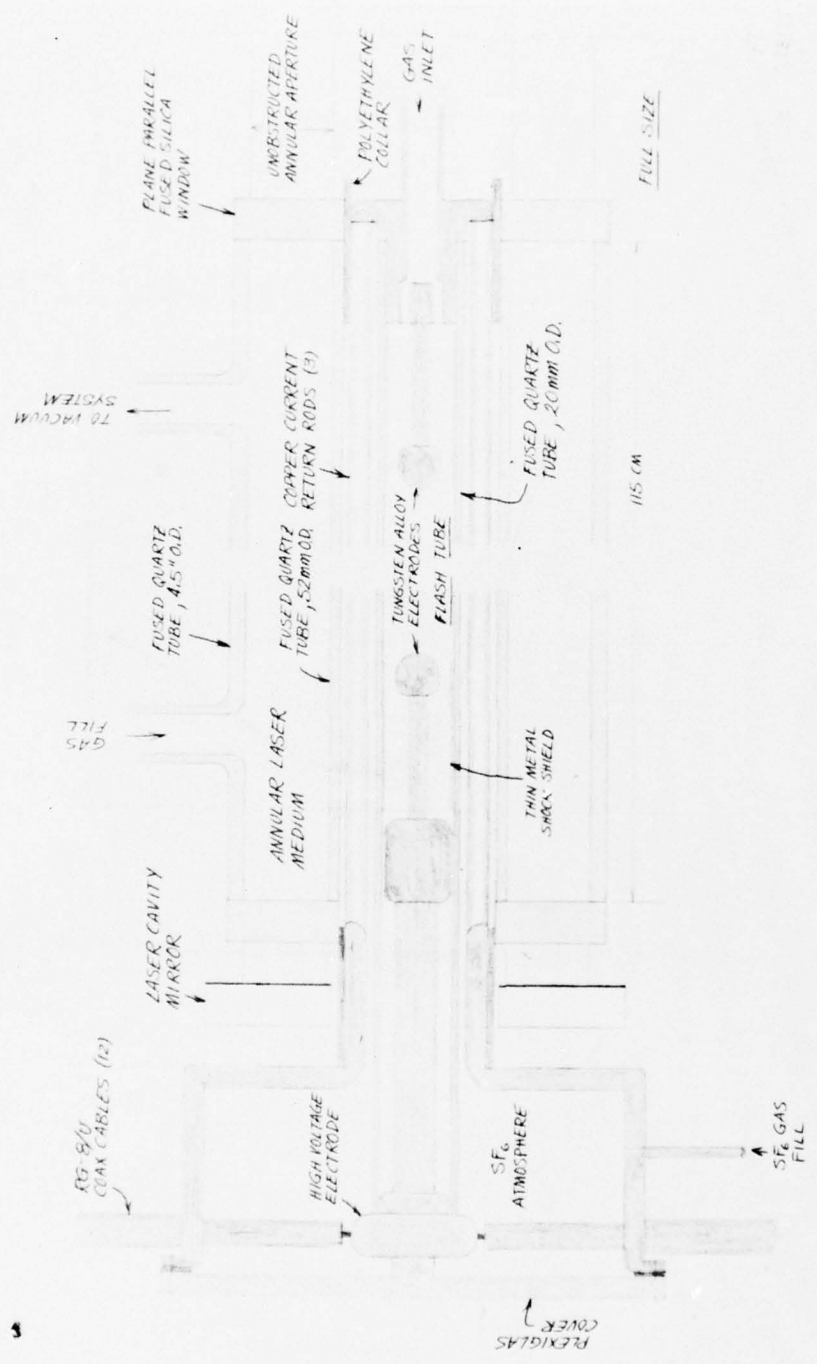 PLEXIGLAS
COVER
RG-8/U
COAX CABLES (12)
HIGH VOLTAGE
ELECTRODE
SF6
ATMOSPHERE
SF6 GAS
FILL
LASER CAVITY
MIRROR
GAS
FILL
ANNULAR LASER
MEDIUM
THIN METAL
SHOCK SHIELD
FUSED QUARTZ
TUBE, 4.5" O.D.
FUSED QUARTZ
TUBE, 52mm O.D.
COPPER CURRENT
RETURN RODS (3)
TUNGSTEN ALLOY
ELECTRODES
FLASH TUBE
FUSED QUARTZ
TUBE, 20mm O.D.
115 CM
TO VACUUM
SYSTEM
PLANE PARALLEL
FUSED SILICA
WINDOW
UNOBSTRUCTED
ANNULAR APERTURE
POLYETHYLENE
COLLAR
GAS
INLET
FULL SIZE